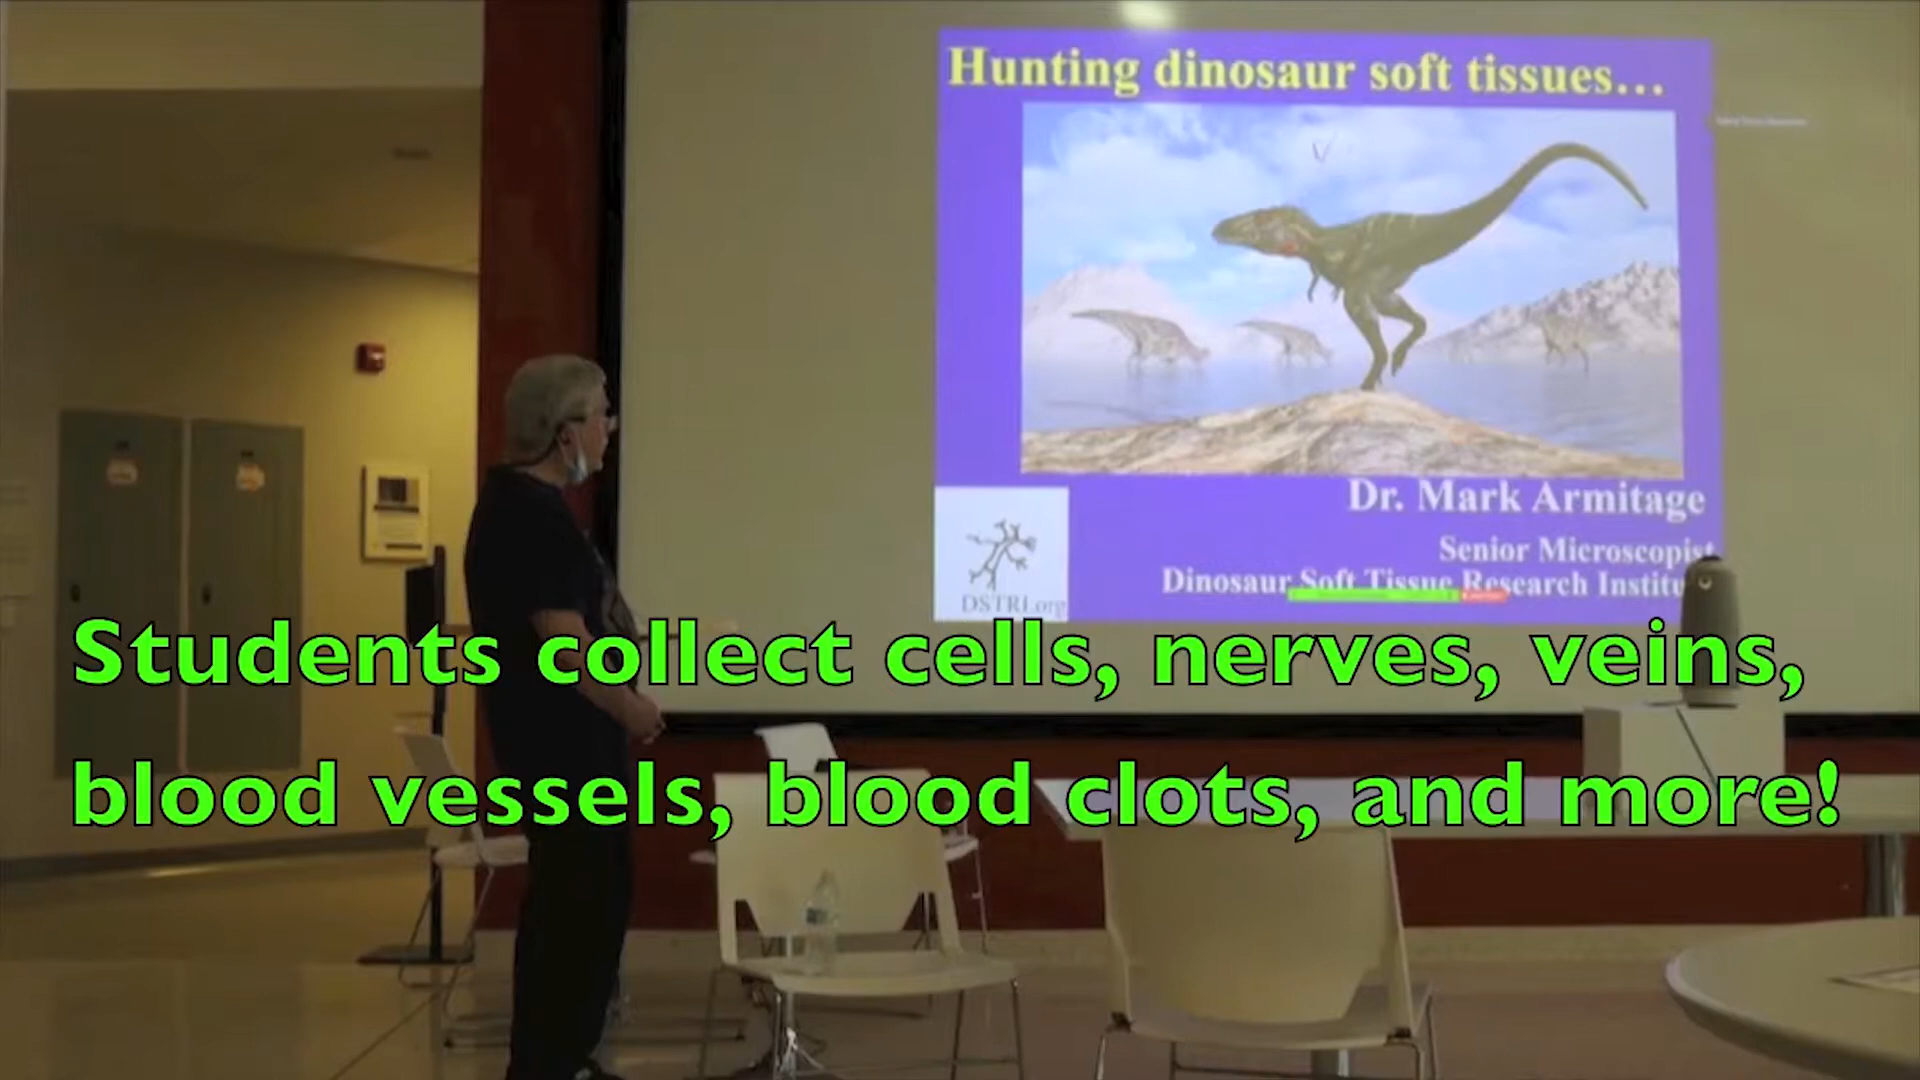 Hunting dinosaur soft tissues...
Dr. Mark Armitage
Senior Microscopist
Dinosaur Soft Tissue Research Institu
DSTRI.org
Students collect cells, nerves, veins,
blood vessels, blood clots, and more!